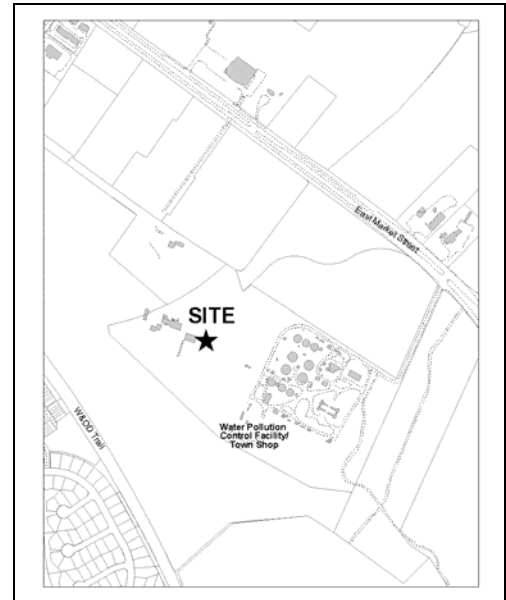 East Market Street
SITE
W&OD Trail
Water Pollution
Control Facility/
Town Shop